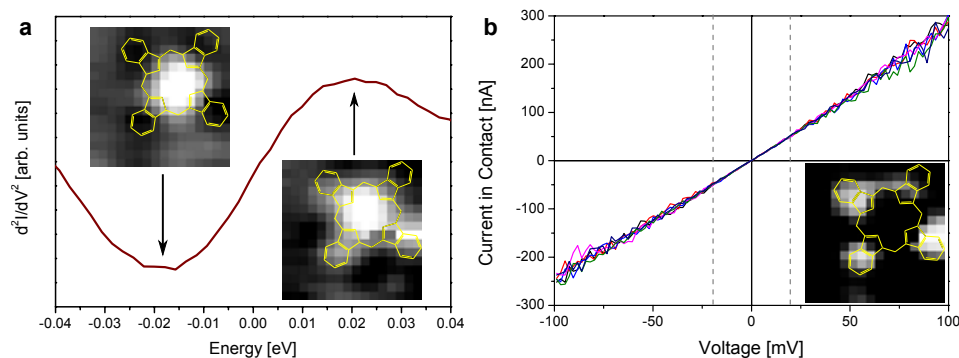 a
d²I/dV² [arb. units]
-0.04 -0.03 -0.02 -0.01 0.00 0.01 0.02 0.03 0.04
Energy [eV]
b
Current in Contact [nA]
300
200
100
0
-100
-200
-300
-100 -50 0 50 100
Voltage [mV]